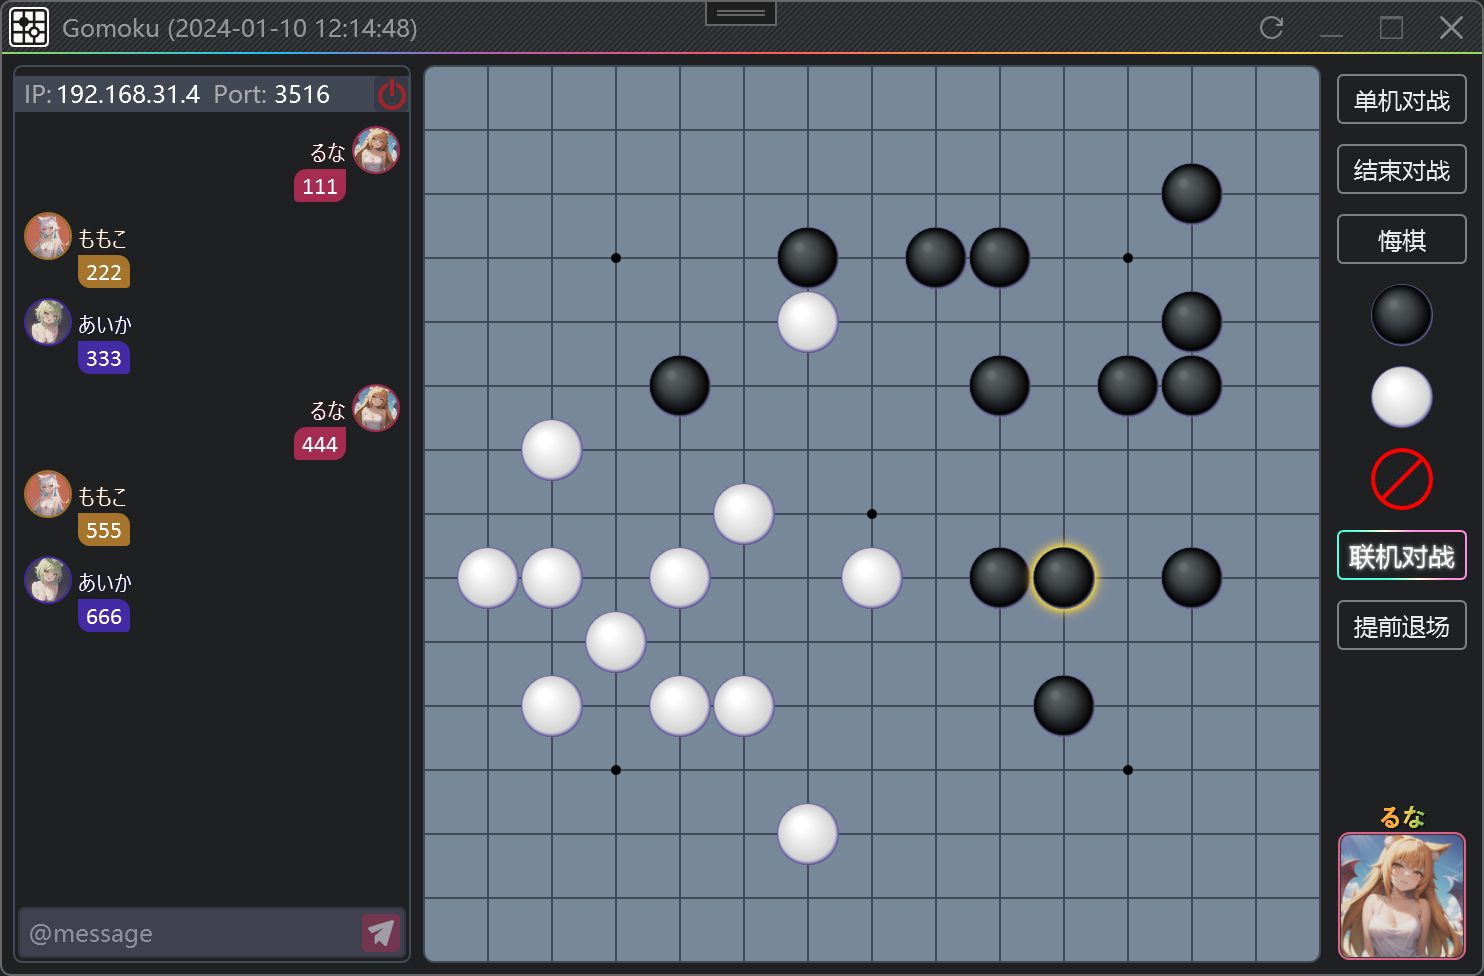 Gomoku (2024-01-10 12:14:48)
IP: 192.168.31.4 Port: 3516
るな
111
ももこ
222
あいか
333
るな
444
ももこ
555
あいか
666
@message
单机对战
结束对战
悔棋
联机对战
提前退场
るな